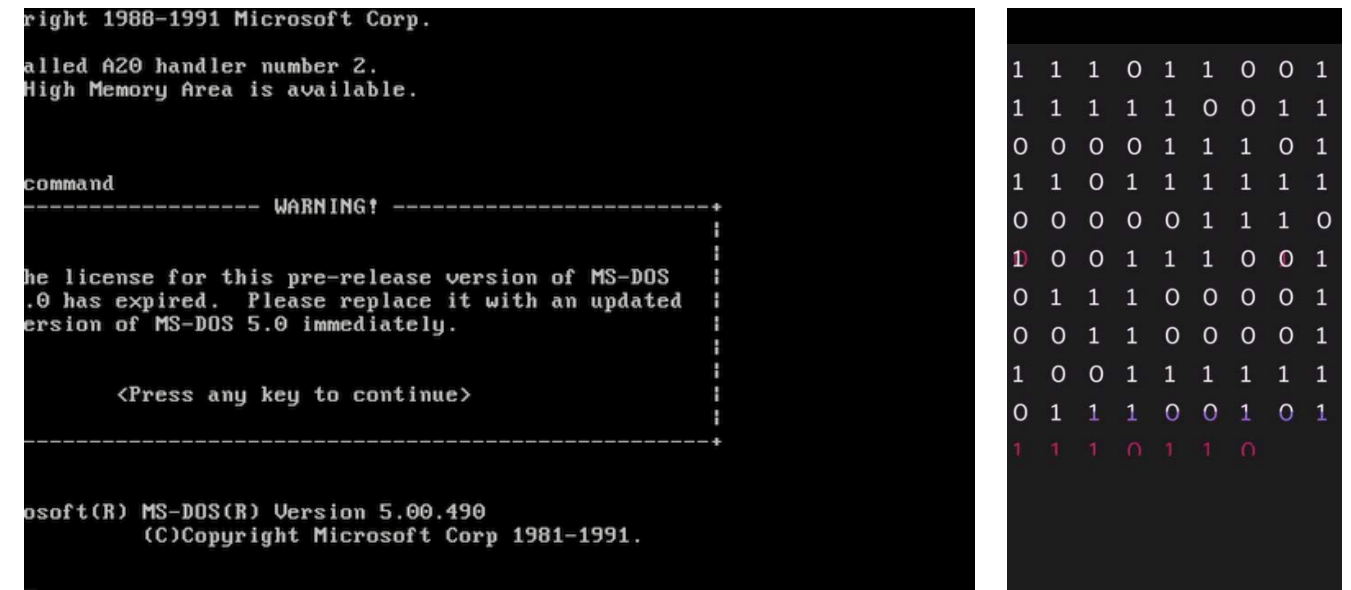 right 1988-1991 Microsoft Corp.
alled A20 handler number 2.
High Memory Area is available.
command
------------------ WARNING! ------------------------+
he license for this pre-release version of MS-DOS
.0 has expired. Please replace it with an updated
ersion of MS-DOS 5.0 immediately.
<Press any key to continue>
----------------------------------------------------+
osoft(R) MS-DOS(R) Version 5.00.490
(C)Copyright Microsoft Corp 1981-1991.
1 1 1 0 1 1 0 0 1
1 1 1 1 1 0 0 1 1
0 0 0 0 1 1 1 0 1
1 1 0 1 1 1 1 1 1
0 0 0 0 0 1 1 1 0
0 0 1 1 1 0
0 1 1 1 0 0 0 0 1
0 0 1 1 0 0 0 0 1
1 0 0 1 1 1 1 1 1
0 1 1 1 0 0 1 0 1
1 1 1 0 1 1 0